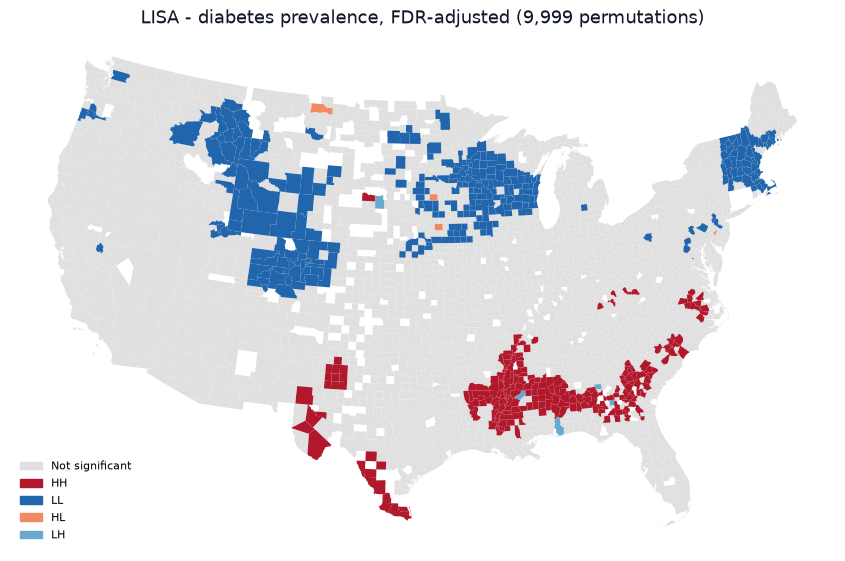 LISA - diabetes prevalence, FDR-adjusted (9,999 permutations)
Not significant
HH
LL
HL
LH